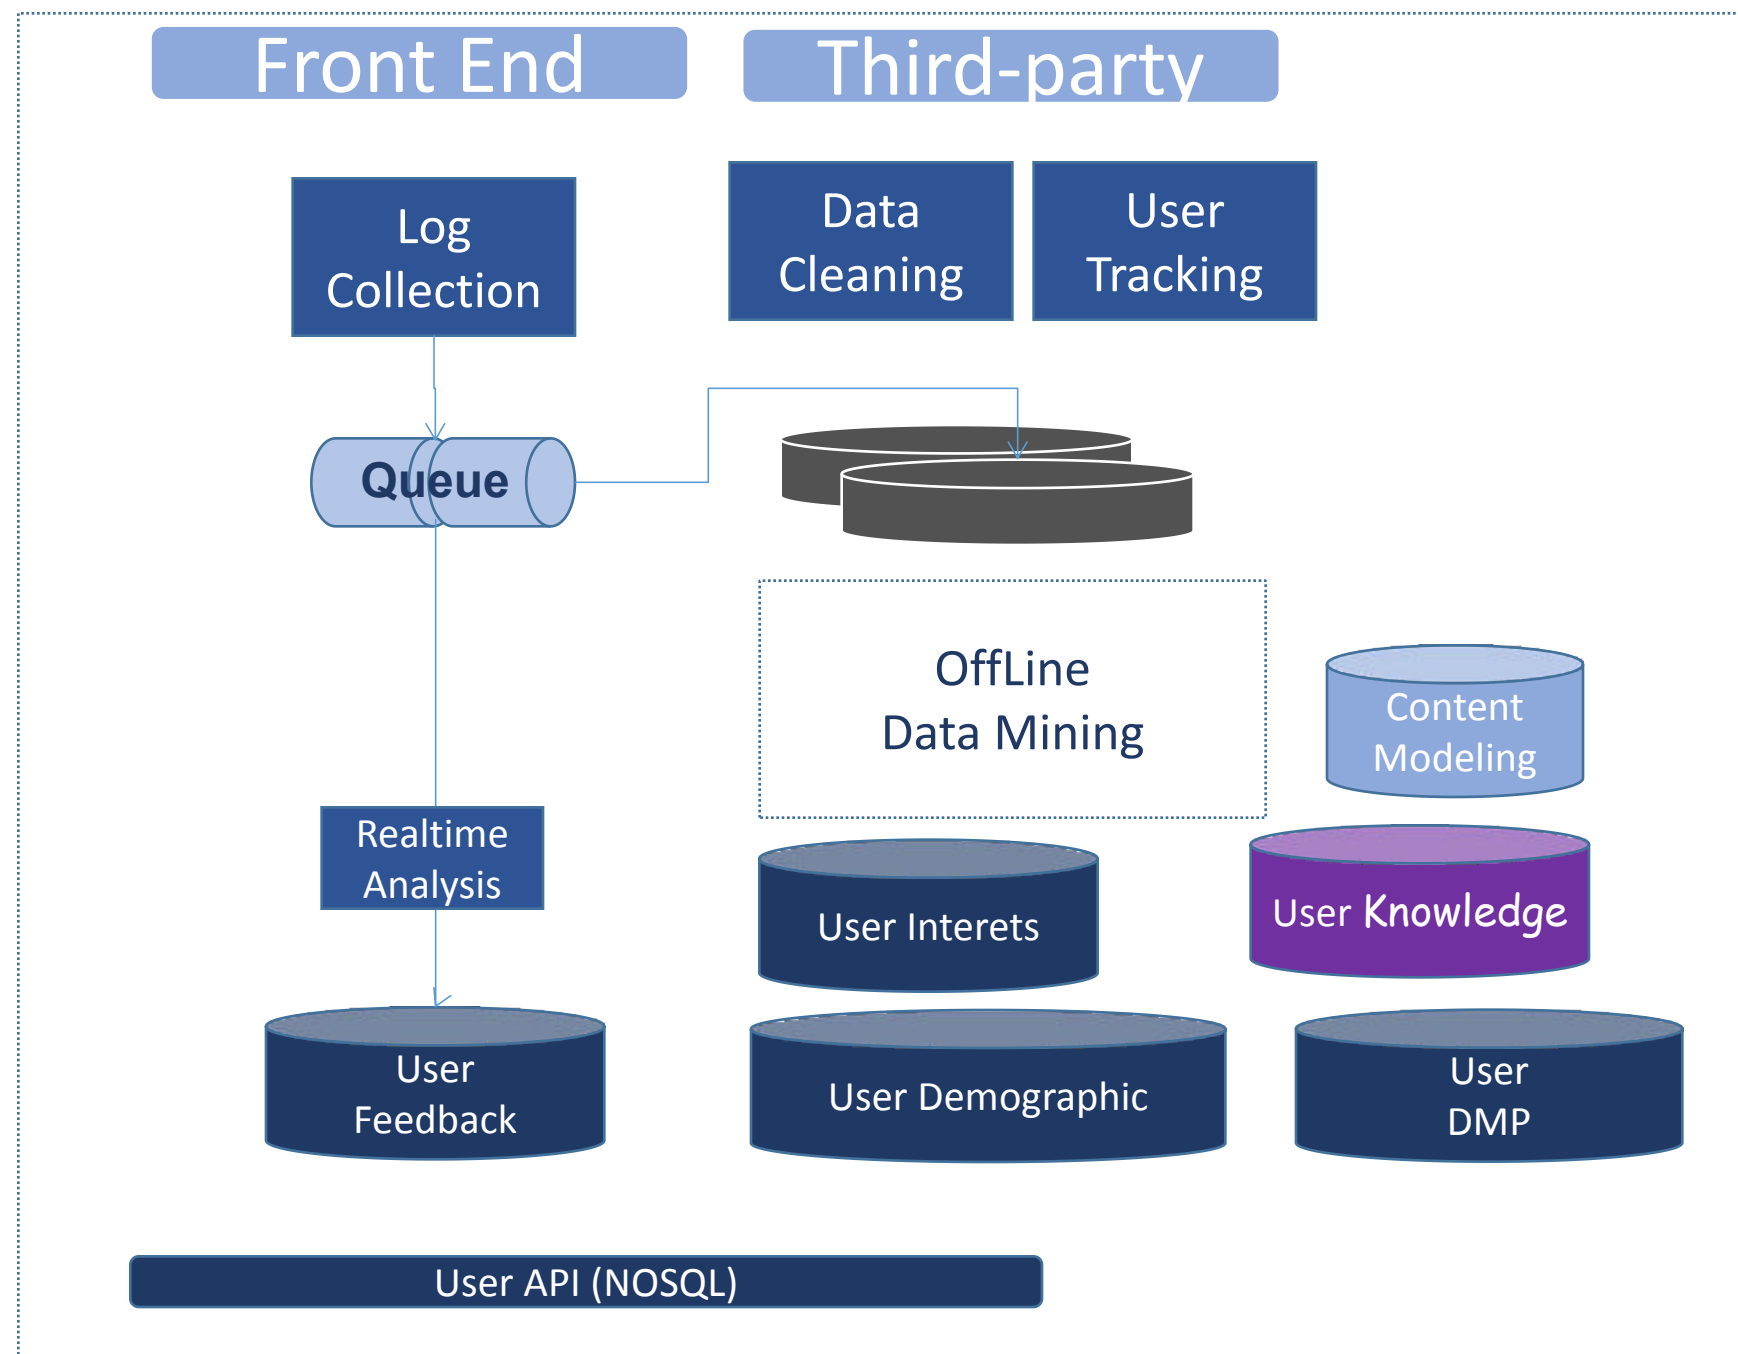 Front End
Third-party
Log
Collection
Data
Cleaning
User
Tracking
Queue
OffLine
Data Mining
Content
Modeling
Realtime
Analysis
User Interets
User Knowledge
User
Feedback
User Demographic
User
DMP
User API (NOSQL)